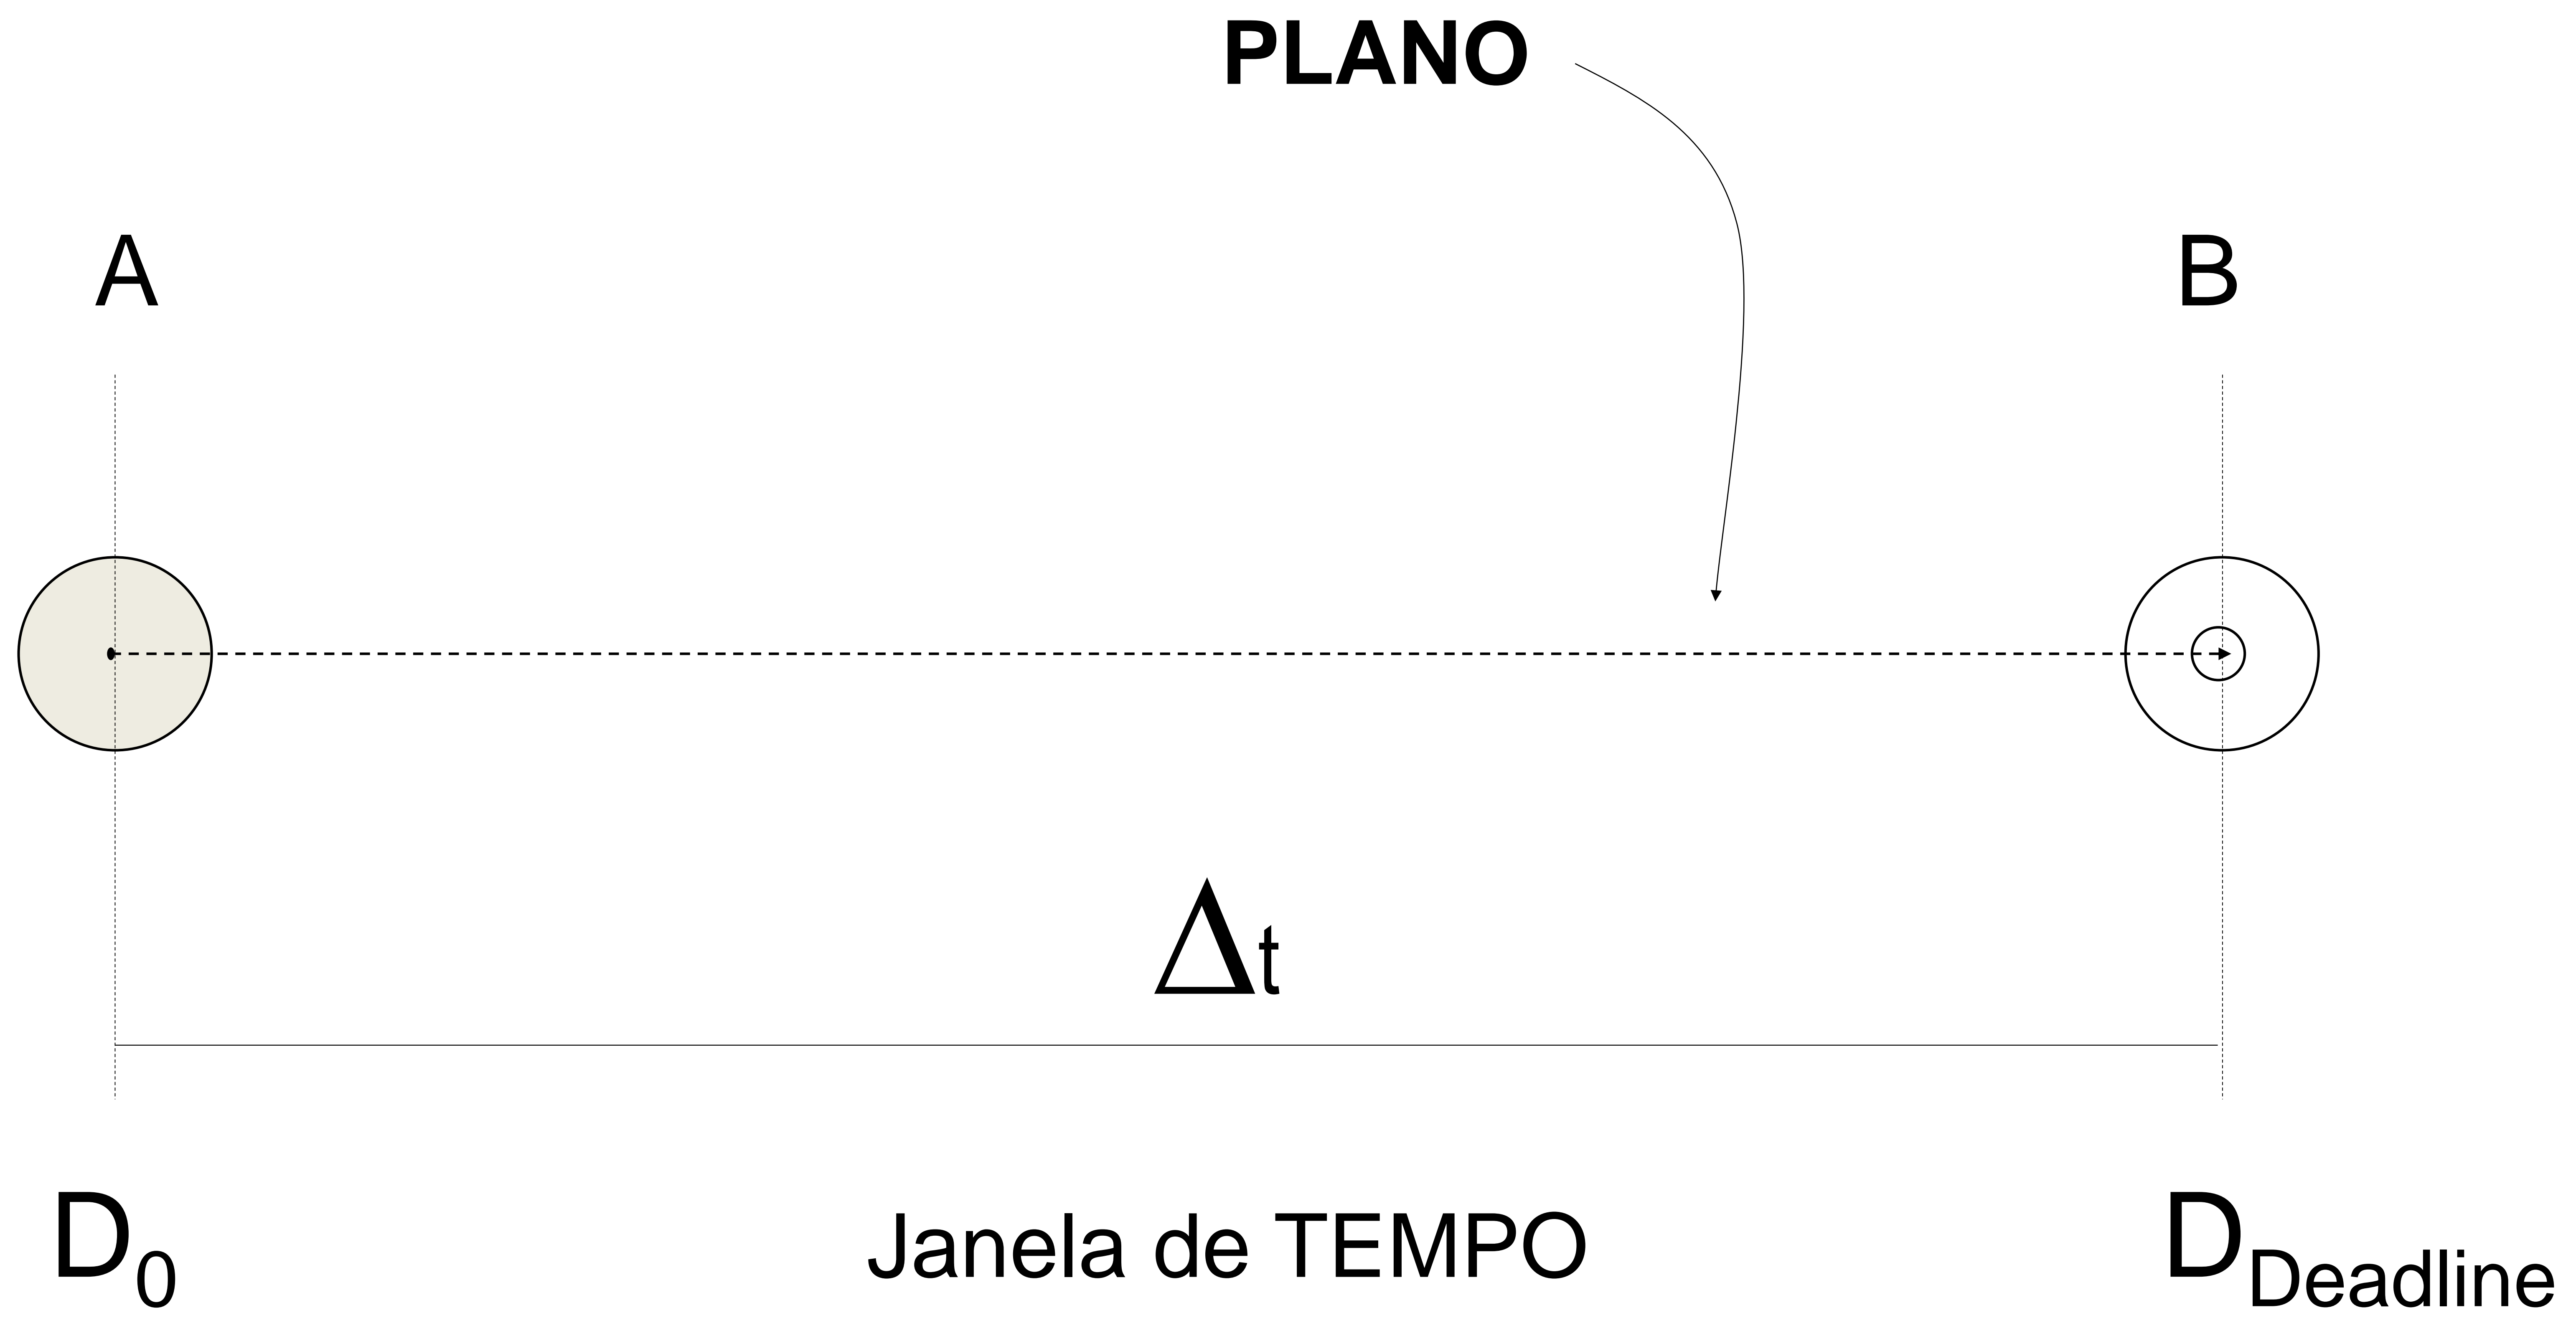 PLANO
A
B
Δt
D0
Janela de TEMPO
DDeadline